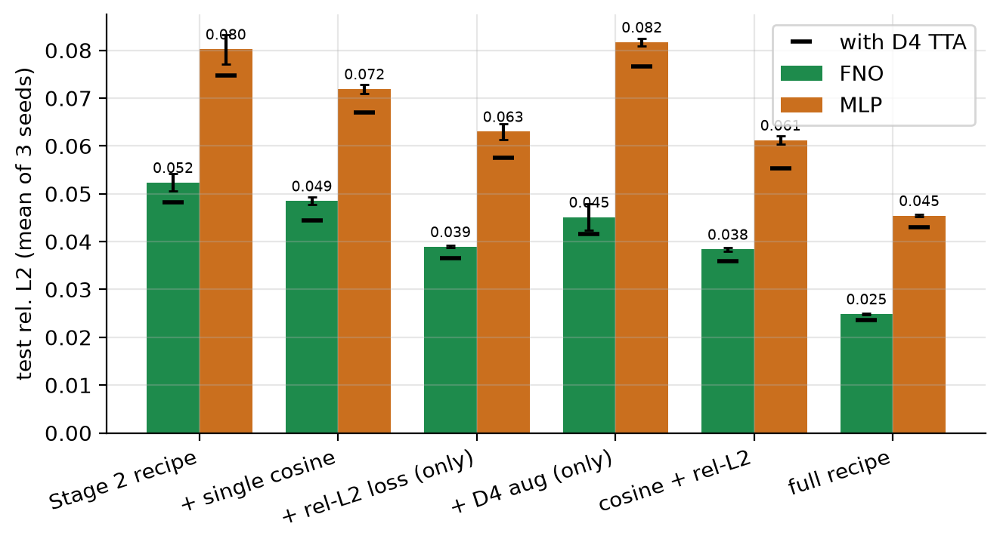 test rel. L2 (mean of 3 seeds)
0.08
0.07
0.06
0.05
0.04
0.03
0.02
0.01
0.00
0.052
0.080
0.049
0.072
0.039
0.063
0.045
0.082
0.038
0.061
0.025
0.045
with D4 TTA
FNO
MLP
Stage 2 recipe
+ single cosine
+ rel-L2 loss (only)
+ D4 aug (only)
cosine + rel-L2
full recipe